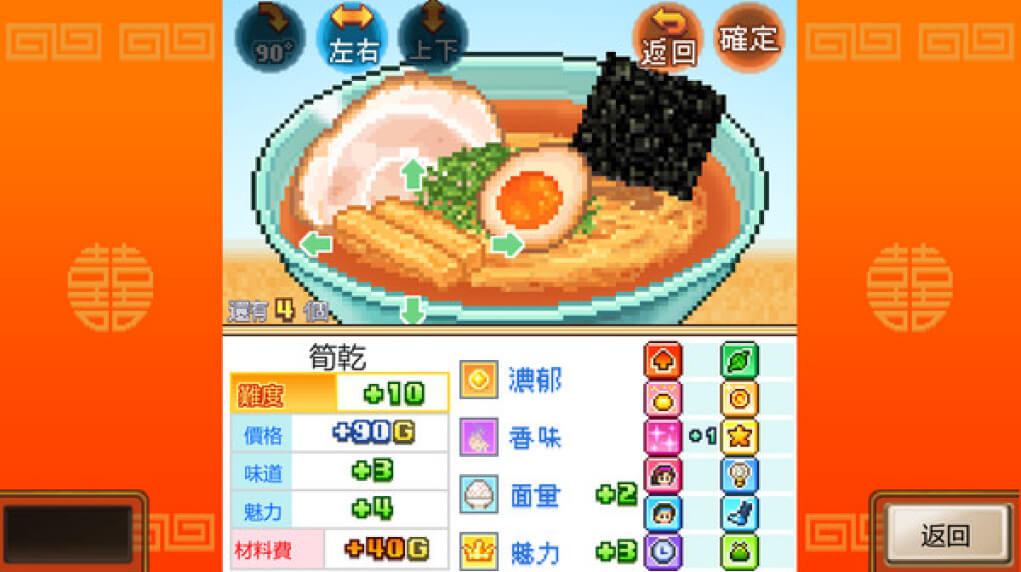 90°
左右
上下
返回
確定
還有4個
筍乾
難度 +10
價格 +90G
味道 +3
魅力 +4
材料費 +40G
濃郁
香味
面量 +2
魅力 +3
+1
返回